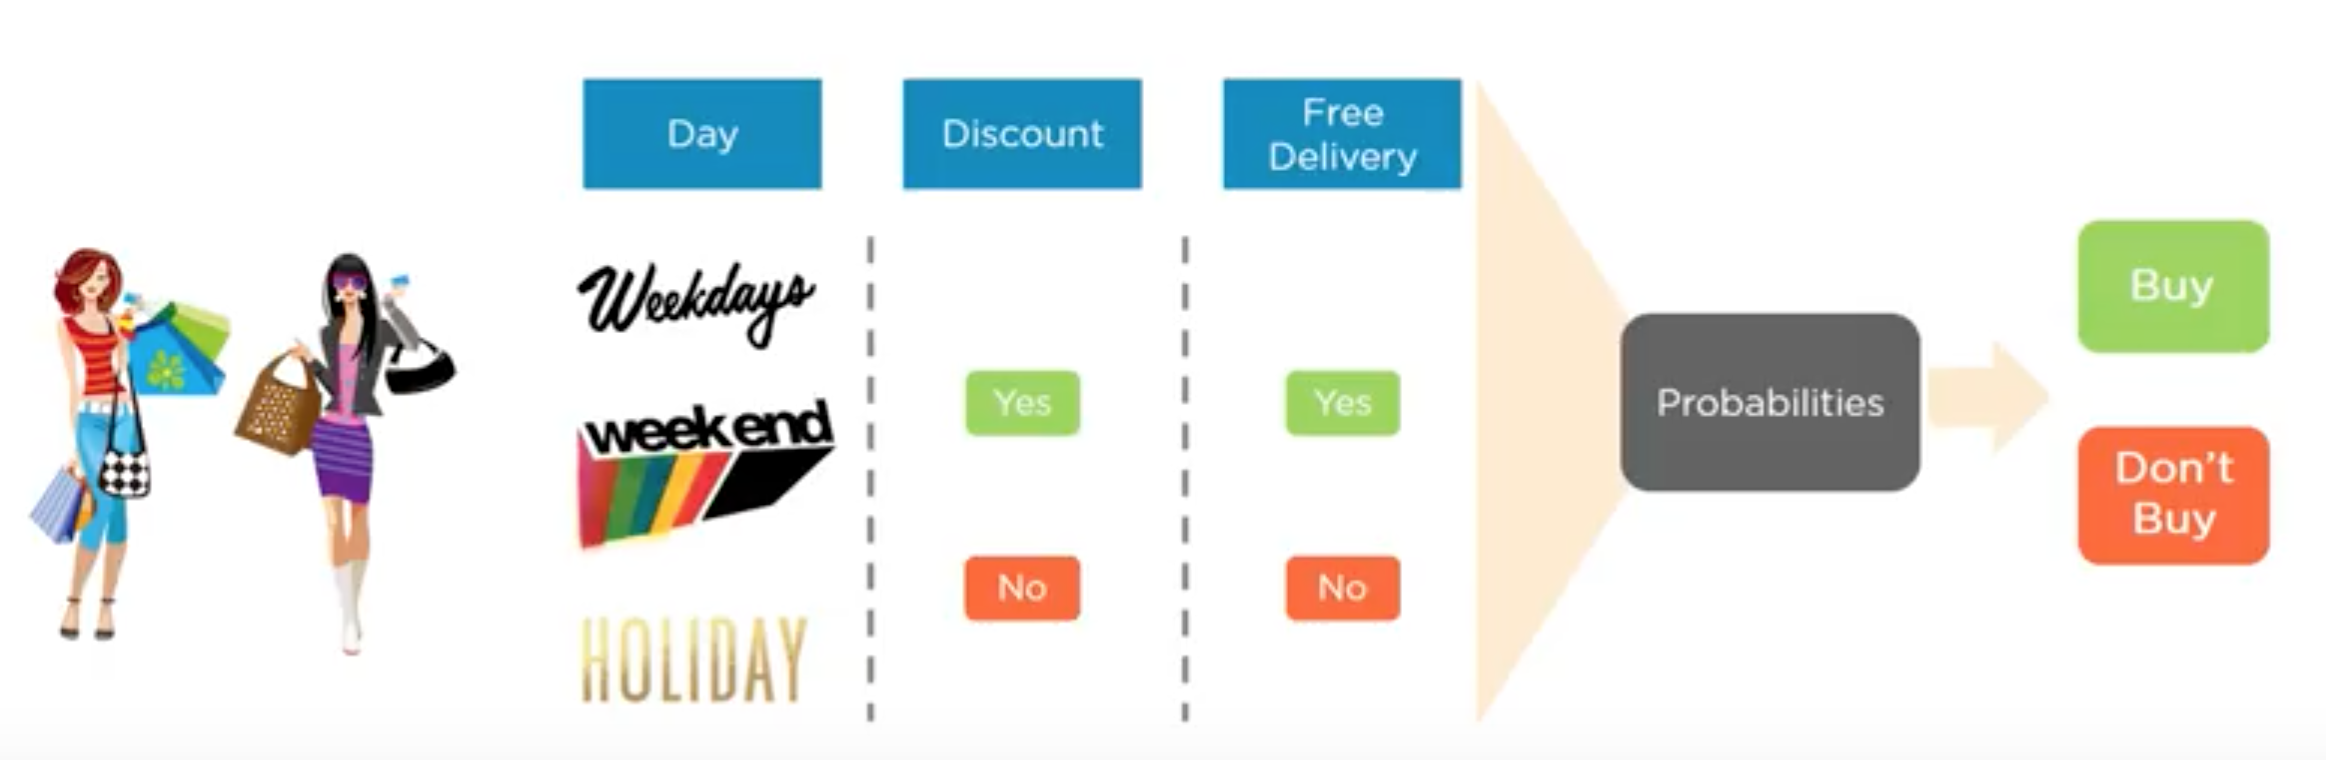 Day
Discount
Free
Delivery
Weekdays
weekend
HOLIDAY
Yes
No
Yes
No
Probabilities
Buy
Don't
Buy